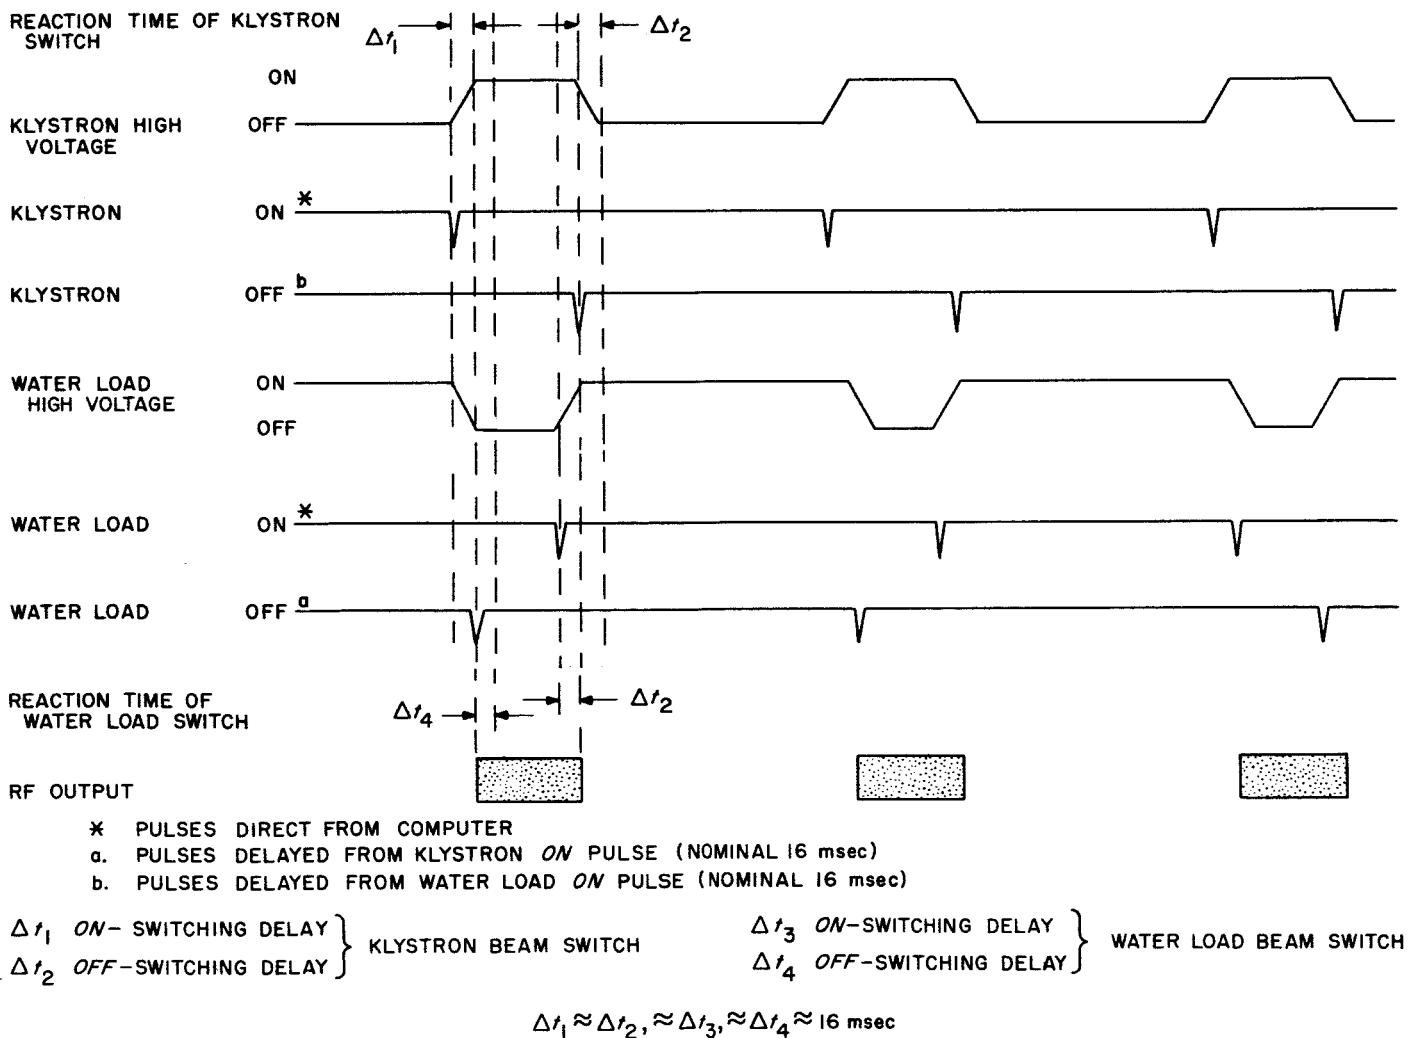 REACTION TIME OF KLYSTRON
SWITCH
Δt1
Δt2
ON
KLYSTRON HIGH
VOLTAGE
OFF
KLYSTRON ON *
KLYSTRON OFF b
WATER LOAD
HIGH VOLTAGE
ON
OFF
WATER LOAD ON *
WATER LOAD OFF a
REACTION TIME OF
WATER LOAD SWITCH
Δt4
Δt2
RF OUTPUT
* PULSES DIRECT FROM COMPUTER
a. PULSES DELAYED FROM KLYSTRON ON PULSE (NOMINAL 16 msec)
b. PULSES DELAYED FROM WATER LOAD ON PULSE (NOMINAL 16 msec)
Δt1 ON- SWITCHING DELAY
Δt2 OFF-SWITCHING DELAY
KLYSTRON BEAM SWITCH
Δt3 ON-SWITCHING DELAY
Δt4 OFF-SWITCHING DELAY
WATER LOAD BEAM SWITCH
Δt1 ≈ Δt2, ≈ Δt3, ≈ Δt4 ≈ 16 msec